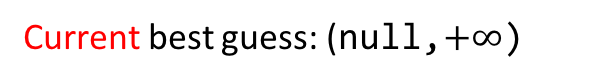 Current best guess: (null,+∞)